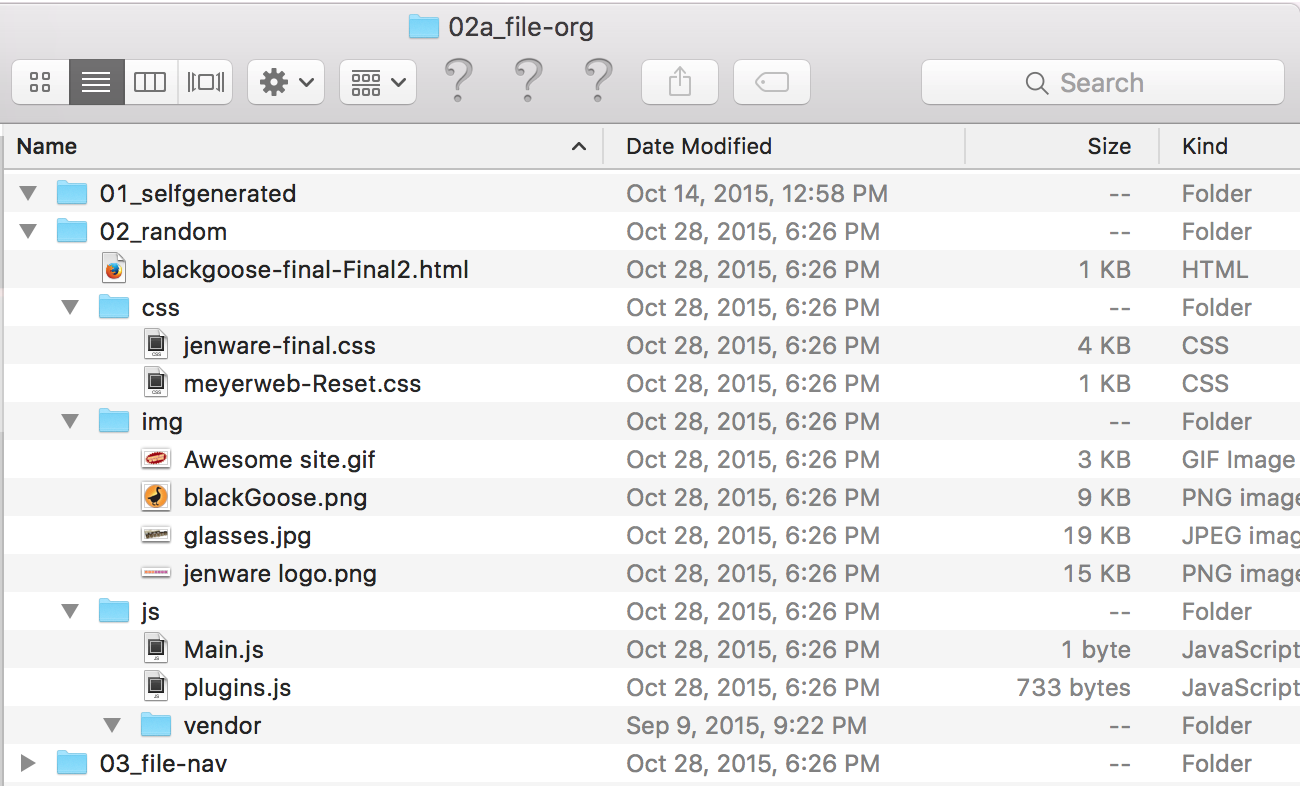 02a_file-org
? ? ? Search
Name Date Modified Size Kind
01_selfgenerated Oct 14, 2015, 12:58 PM -- Folder
02_random Oct 28, 2015, 6:26 PM -- Folder
blackgoose-final-Final2.html Oct 28, 2015, 6:26 PM 1 KB HTML
css Oct 28, 2015, 6:26 PM -- Folder
jenware-final.css Oct 28, 2015, 6:26 PM 4 KB CSS
meyerweb-Reset.css Oct 28, 2015, 6:26 PM 1 KB CSS
img Oct 28, 2015, 6:26 PM -- Folder
Awesome site.gif Oct 28, 2015, 6:26 PM 3 KB GIF Image
blackGoose.png Oct 28, 2015, 6:26 PM 9 KB PNG image
glasses.jpg Oct 28, 2015, 6:26 PM 19 KB JPEG imag
jenware logo.png Oct 28, 2015, 6:26 PM 15 KB PNG image
js Oct 28, 2015, 6:26 PM -- Folder
Main.js Oct 28, 2015, 6:26 PM 1 byte JavaScript
plugins.js Oct 28, 2015, 6:26 PM 733 bytes JavaScript
vendor Sep 9, 2015, 9:22 PM -- Folder
03_file-nav Oct 28, 2015, 6:26 PM -- Folder